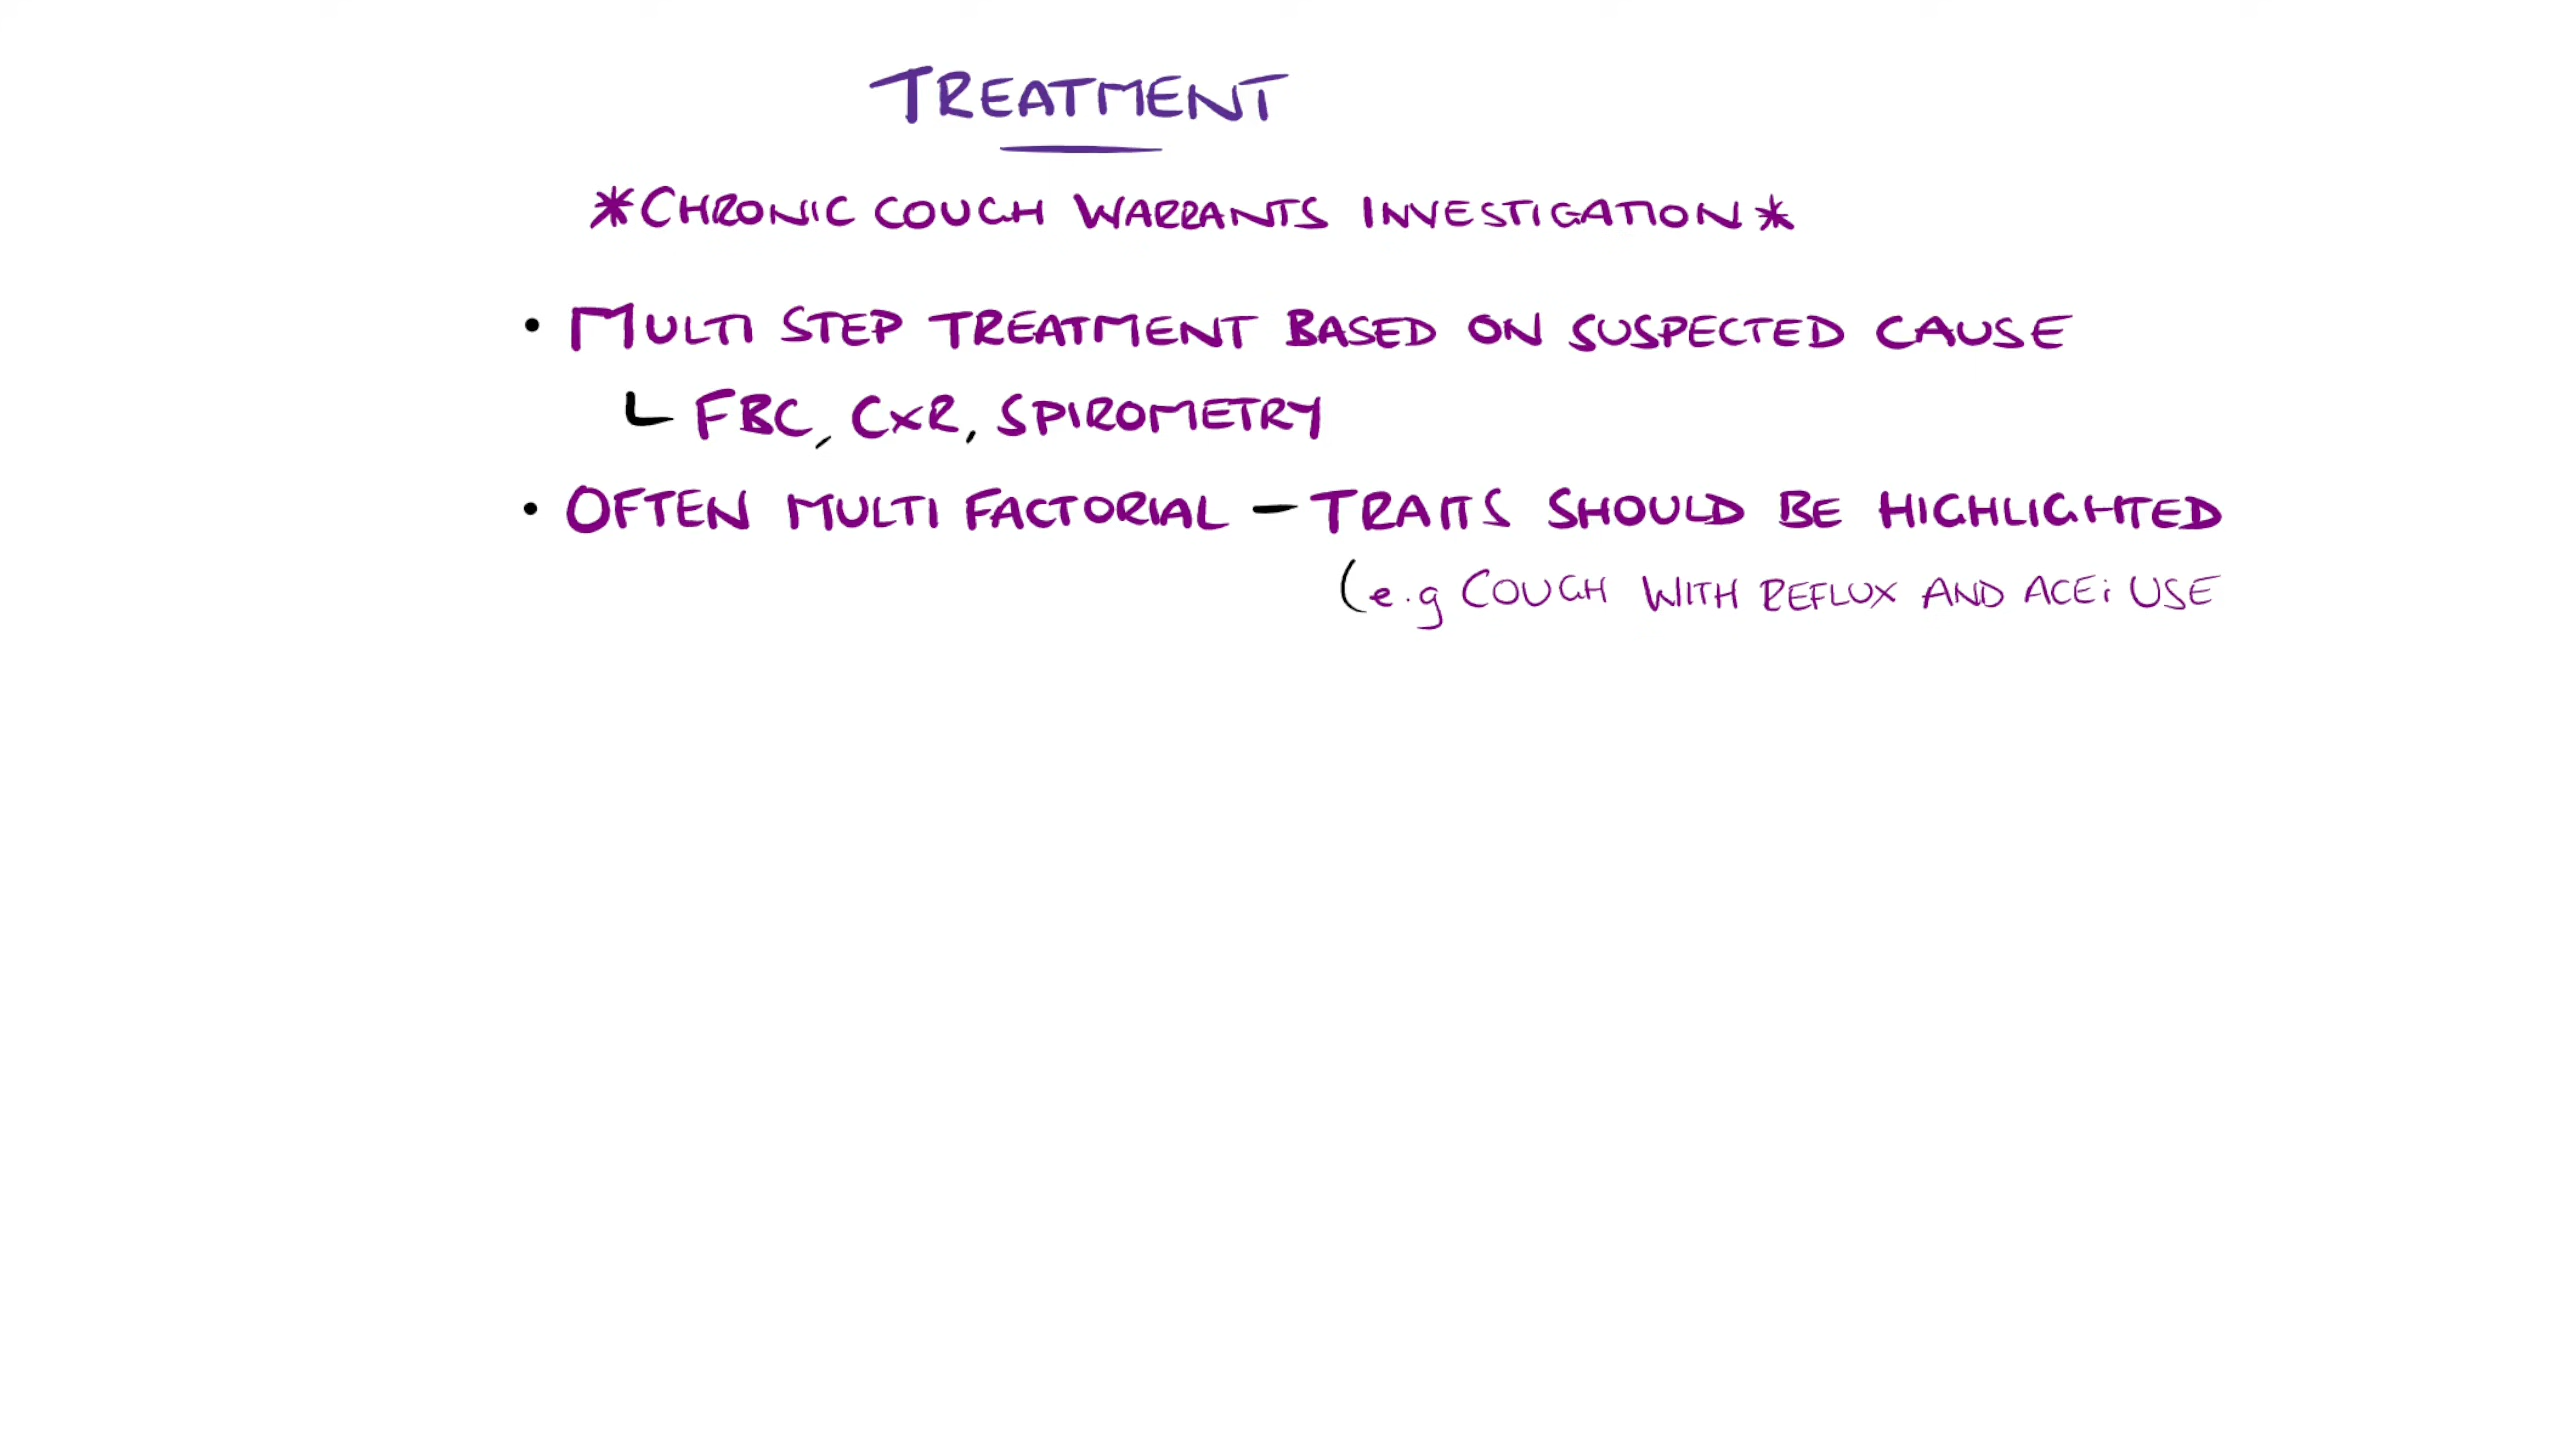 TREATMENT
*CHRONIC COUGH WARRANTS INVESTIGATION*
• MULTI STEP TREATMENT BASED ON SUSPECTED CAUSE
FBC, CXR, SPIROMETRY
• OFTEN MULTI FACTORIAL - TRAITS SHOULD BE HIGHLIGHTED
(e.g COUGH WITH REFLUX AND ACEi USE